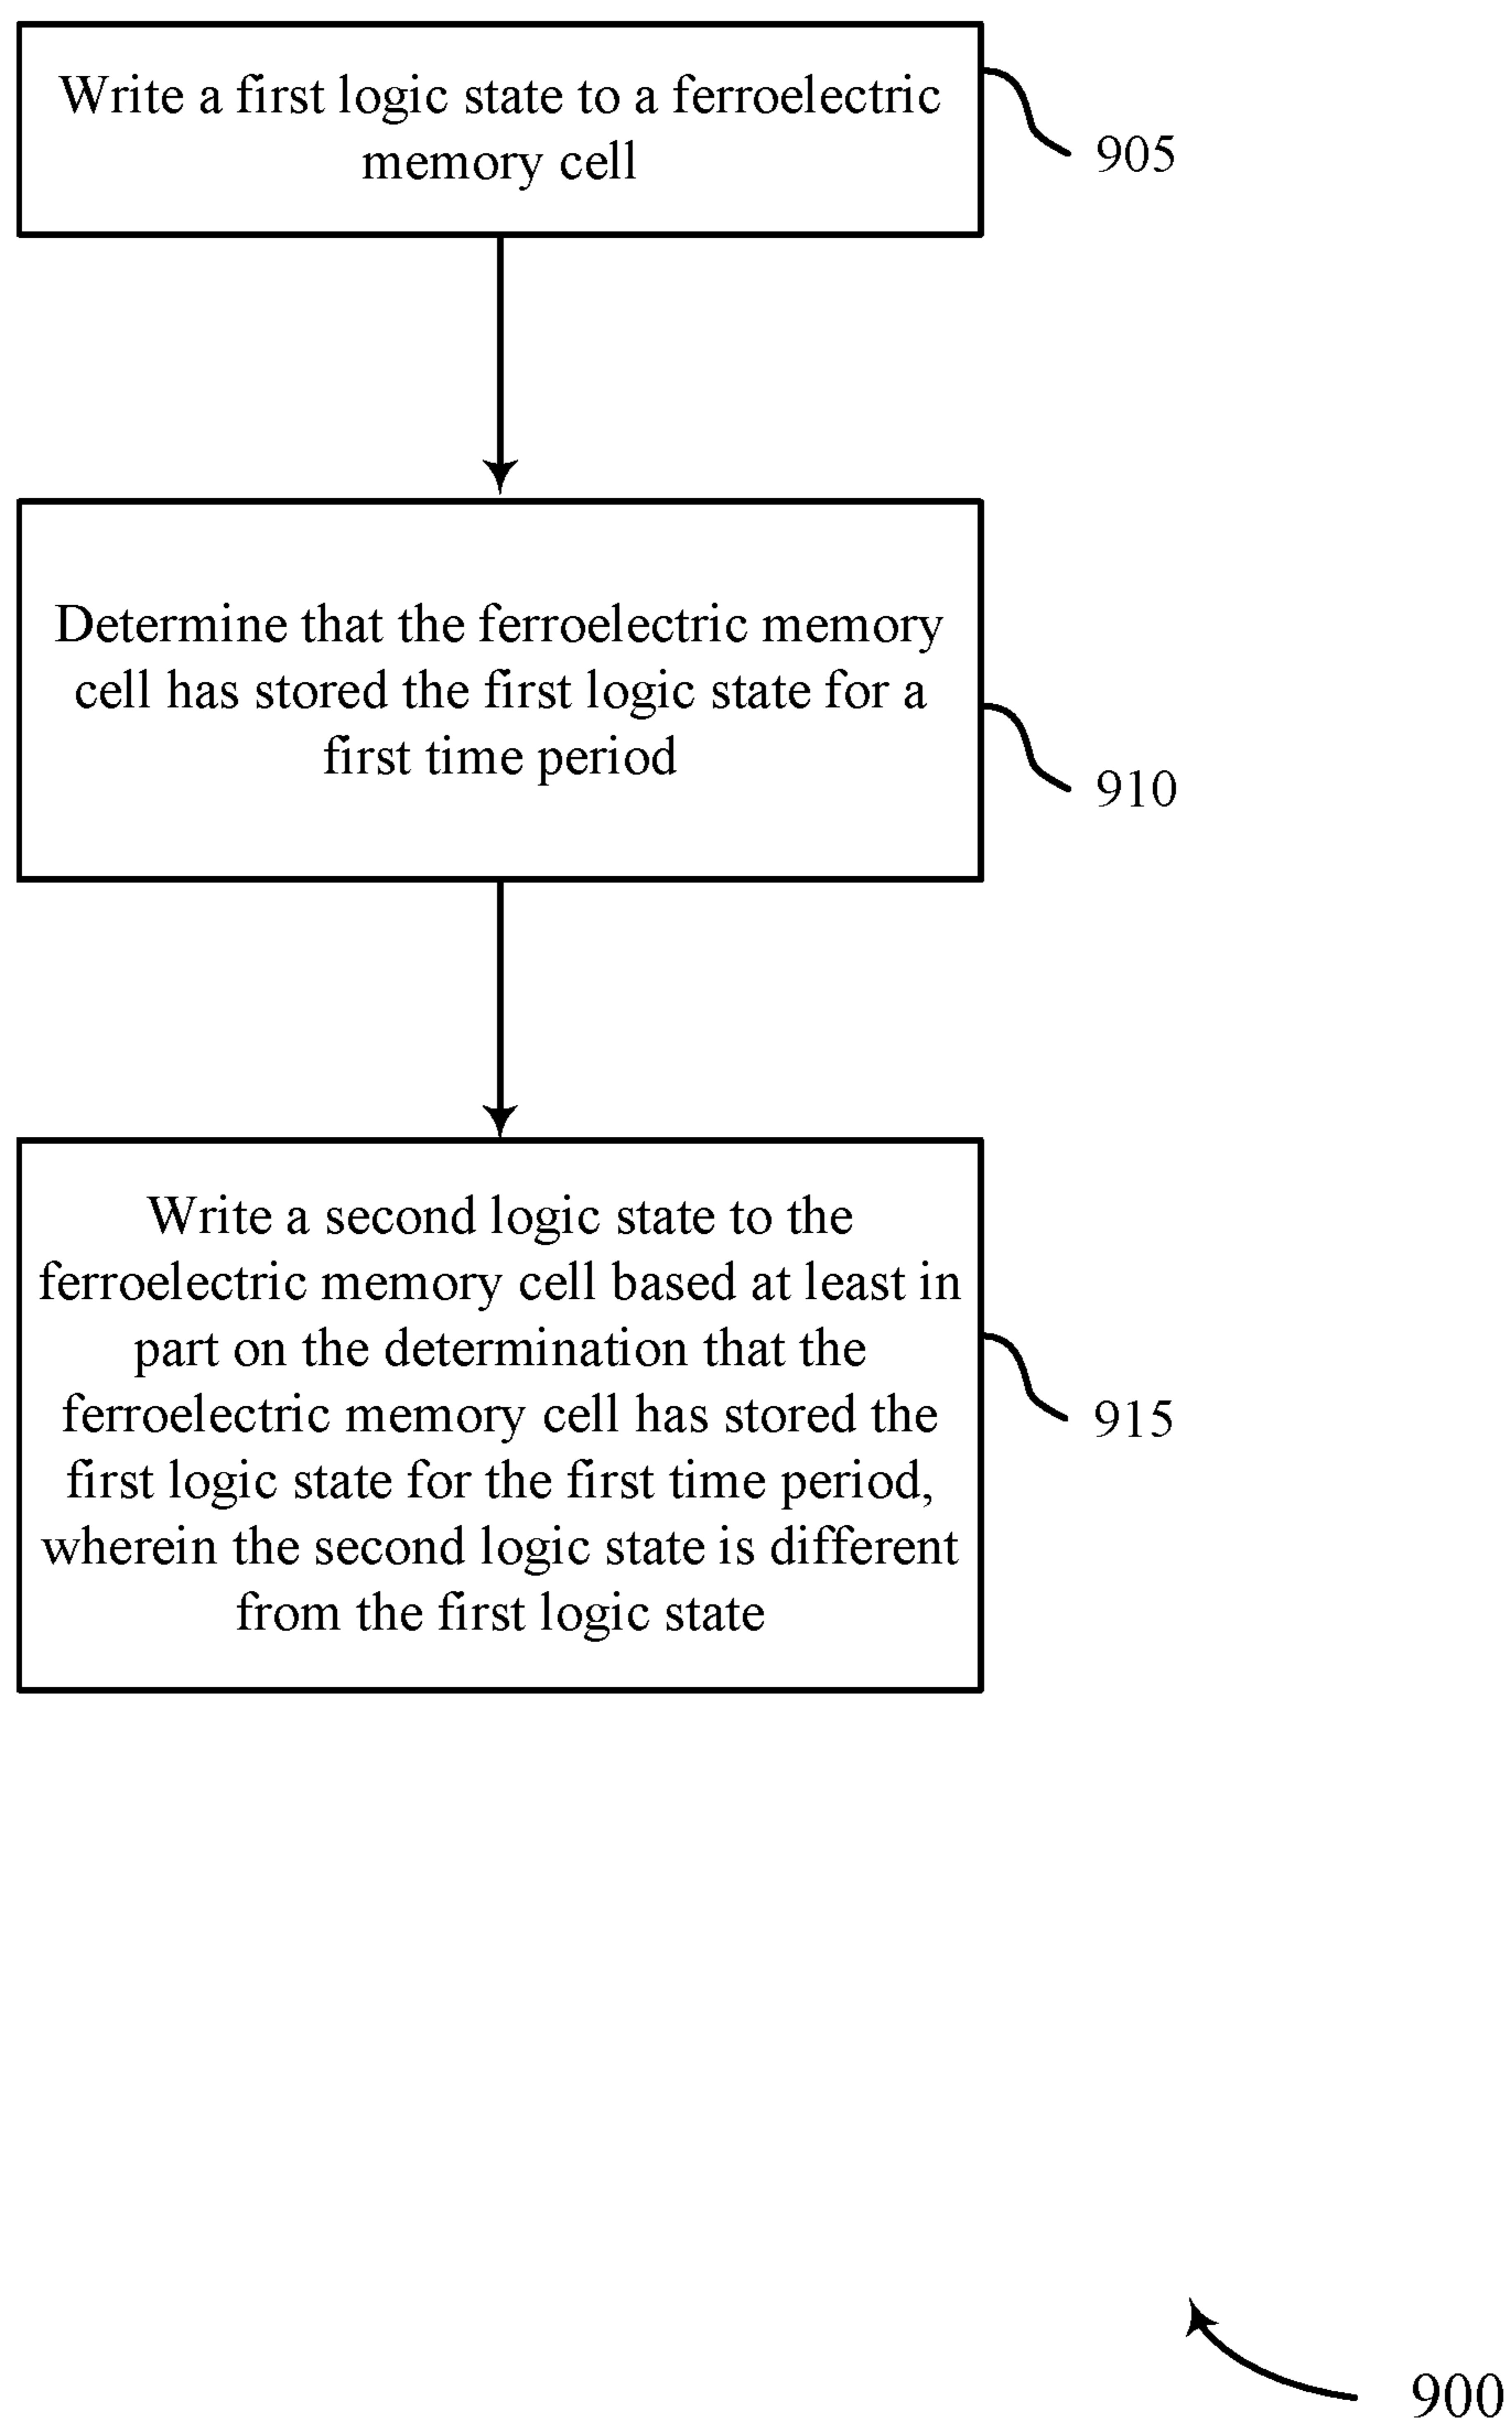 Write a first logic state to a ferroelectric
memory cell
905
Determine that the ferroelectric memory
cell has stored the first logic state for a
first time period
910
Write a second logic state to the
ferroelectric memory cell based at least in
part on the determination that the
ferroelectric memory cell has stored the
first logic state for the first time period,
wherein the second logic state is different
from the first logic state
915
900